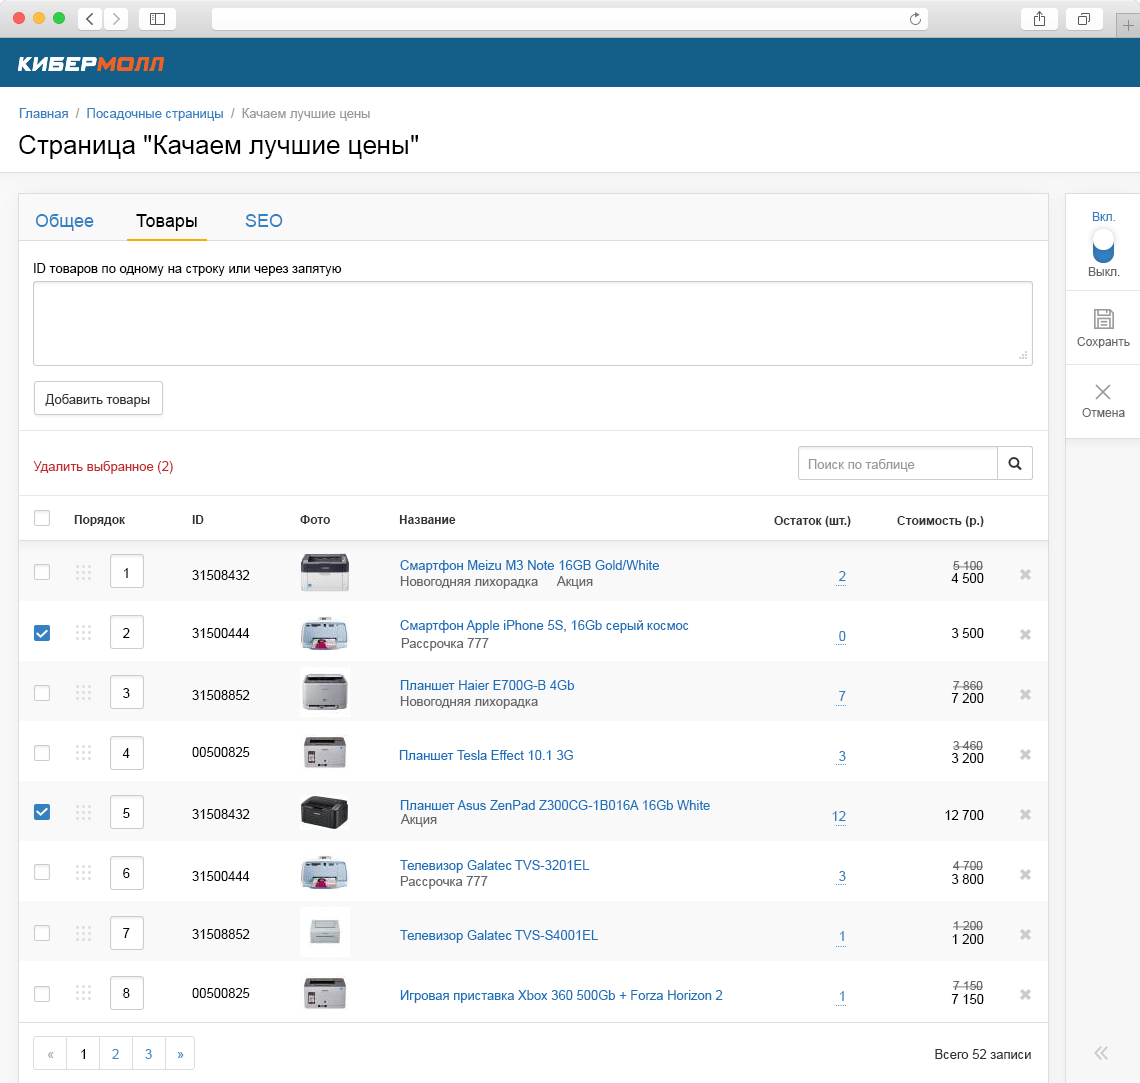 КИБЕРМОЛЛ
Главная / Посадочные страницы / Качаем лучшие цены
Страница "Качаем лучшие цены"
Общее Товары SEO
Вкл.
Выкл.
Сохранть
Отмена
ID товаров по одному на строку или через запятую
Добавить товары
Удалить выбранное (2) Поиск по таблице
Порядок ID Фото Название Остаток (шт.) Стоимость (р.)
1 31508432 Смартфон Meizu M3 Note 16GB Gold/White 2 5 100
Новогодняя лихорадка Акция 4 500
2 31500444 Смартфон Apple iPhone 5S, 16Gb серый космос 0 3 500
Рассрочка 777
3 31508852 Планшет Haier E700G-B 4Gb 7 7 860
Новогодняя лихорадка 7 200
4 00500825 Планшет Tesla Effect 10.1 3G 3 3 460
3 200
5 31508432 Планшет Asus ZenPad Z300CG-1B016A 16Gb White 12 12 700
Акция
6 31500444 Телевизор Galatec TVS-3201EL 3 4 700
Рассрочка 777 3 800
7 31508852 Телевизор Galatec TVS-S4001EL 1 1 200
1 200
8 00500825 Игровая приставка Xbox 360 500Gb + Forza Horizon 2 1 7 150
7 150
« 1 2 3 » Всего 52 записи